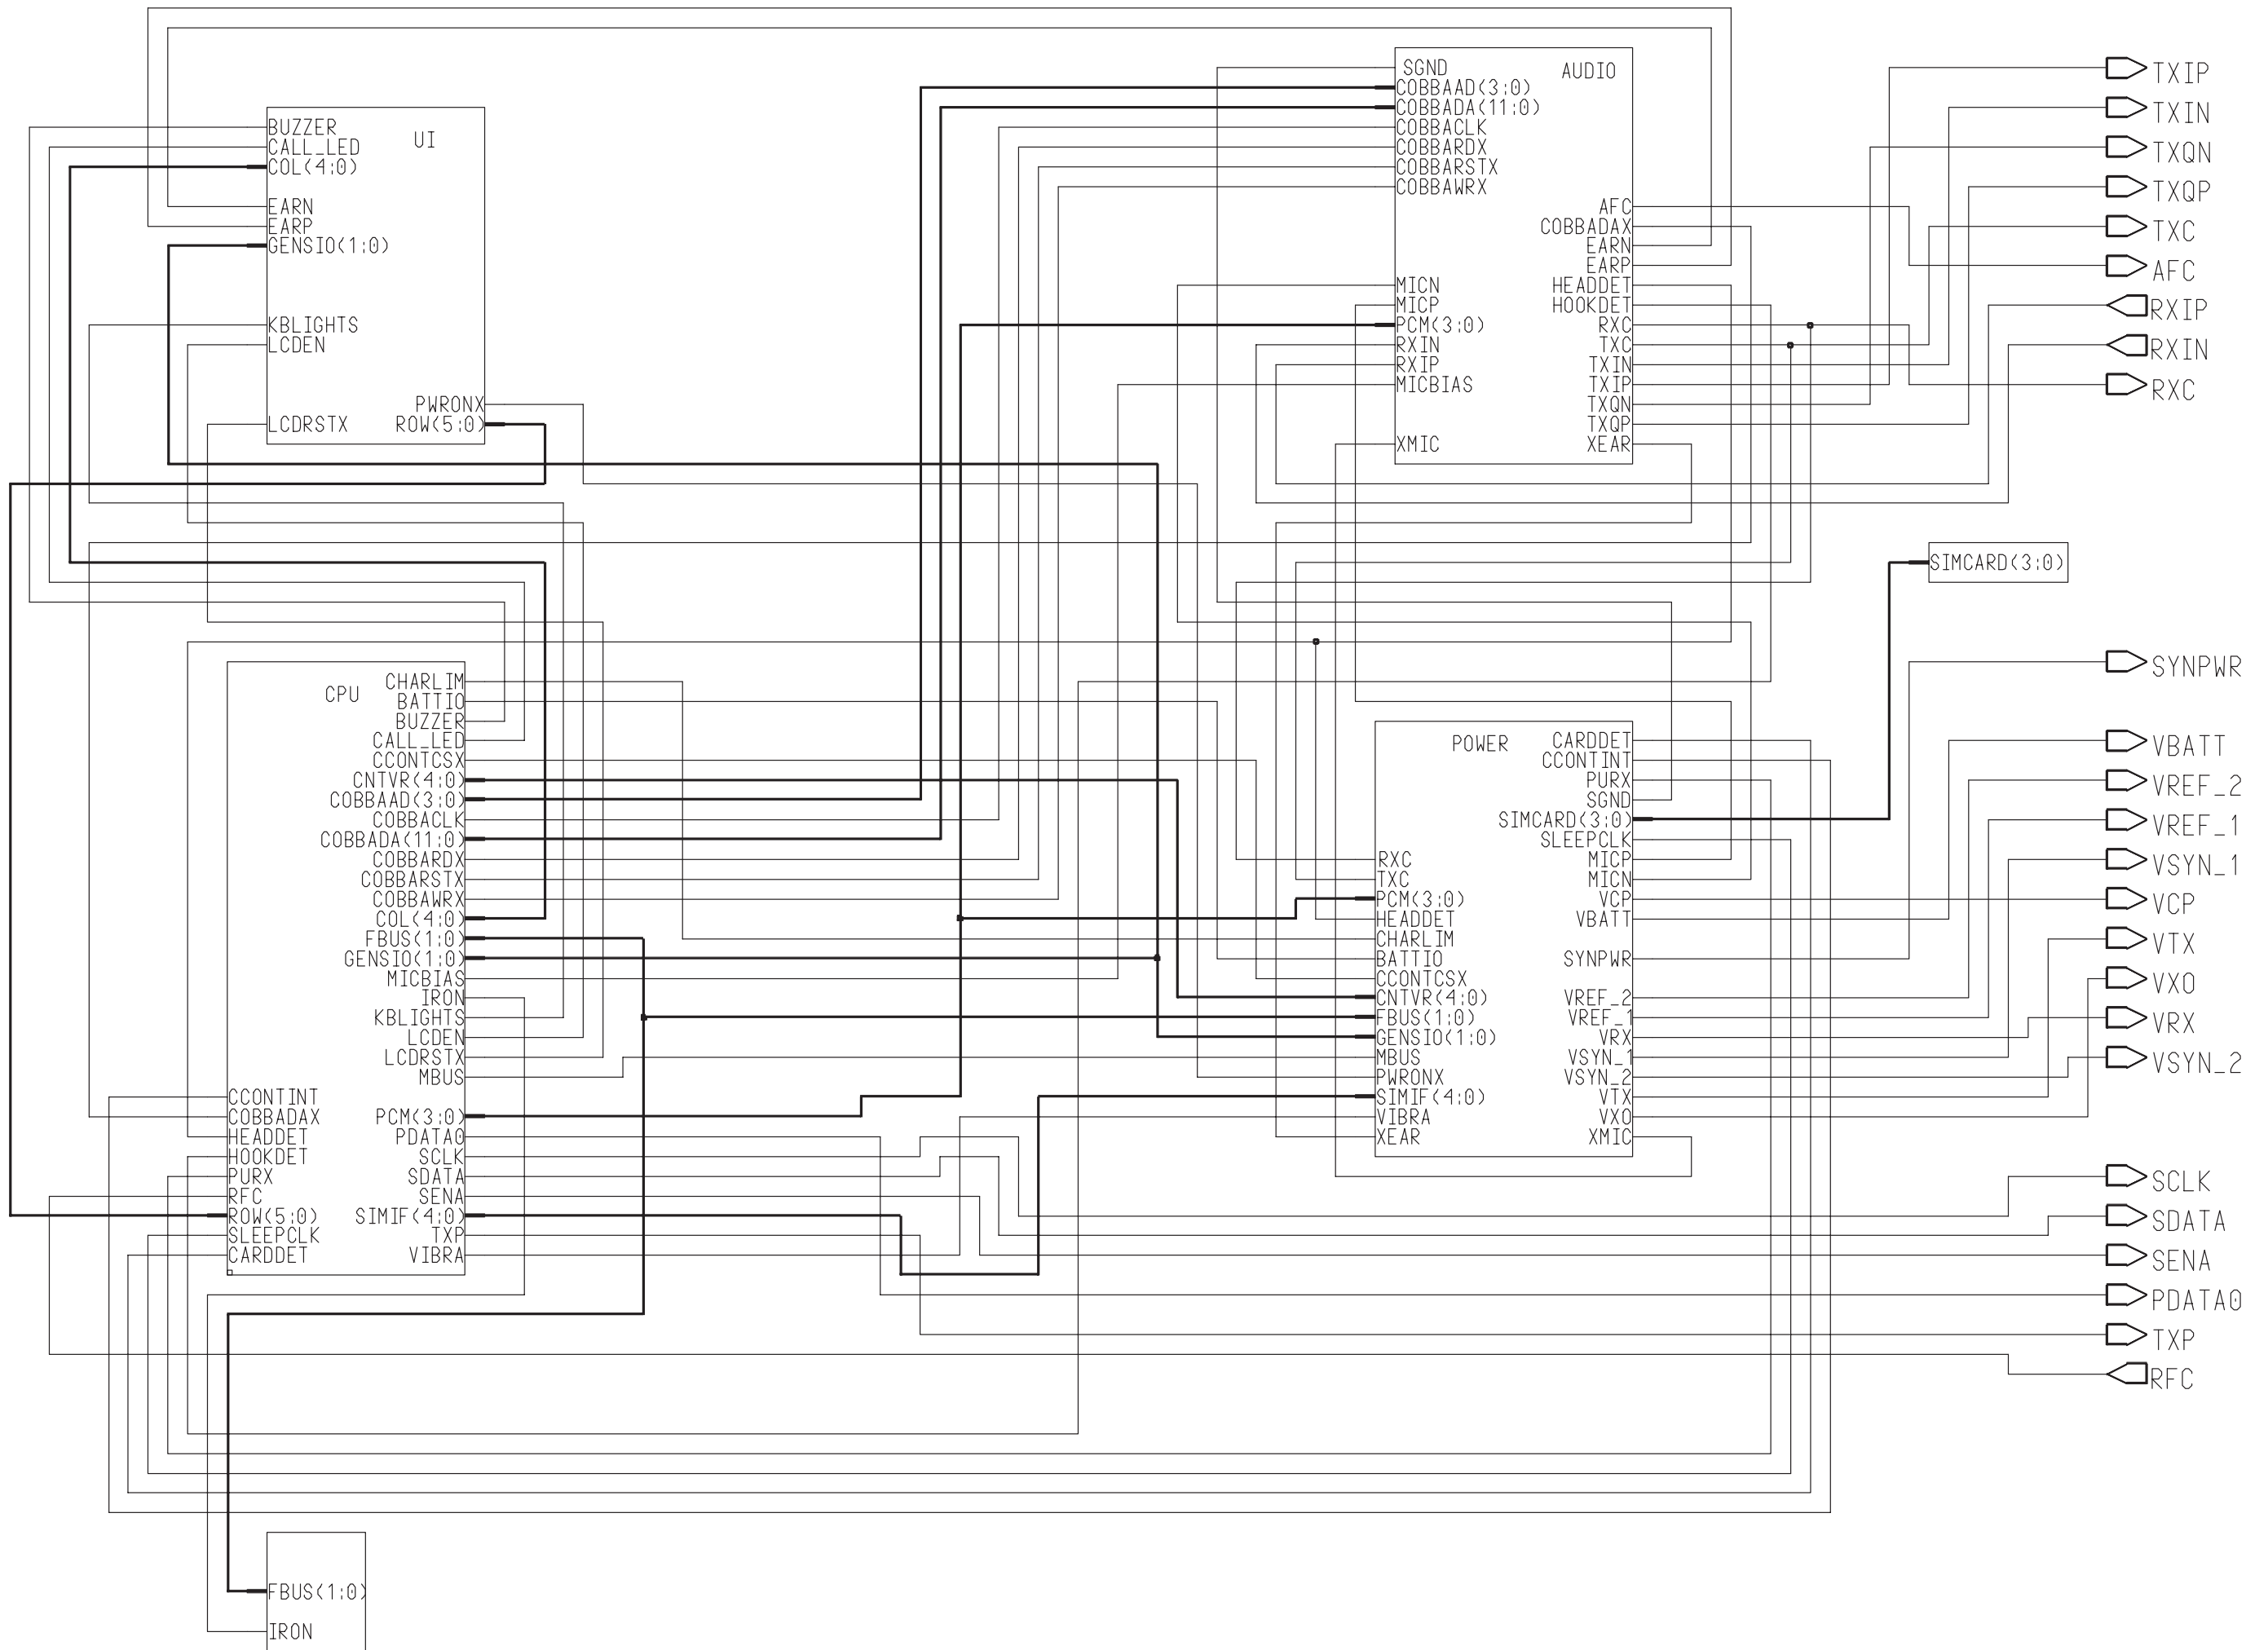 UI
BUZZER
CALL_LED
COL(4:0)
EARN
EARP
GENSIO(1:0)
KBLIGHTS
LCDEN
LCDRSTX
PWRONX
ROW(5:0)
AUDIO
SGND
COBBAAD(3:0)
COBBADA(11:0)
COBBACLK
COBBARDX
COBBARSTX
COBBAWRX
MICN
MICP
PCM(3:0)
RXIN
RXIP
MICBIAS
XMIC
AFC
COBBADAX
EARN
EARP
HEADDET
HOOKDET
RXC
TXC
TXIN
TXIP
TXQN
TXQP
XEAR
TXIP
TXIN
TXQN
TXQP
TXC
AFC
RXIP
RXIN
RXC
SIMCARD(3:0)
CPU
CHARLIM
BATTIO
BUZZER
CALL_LED
CCONTCSX
CNTVR(4:0)
COBBAAD(3:0)
COBBACLK
COBBADA(11:0)
COBBARDX
COBBARSTX
COBBAWRX
COL(4:0)
FBUS(1:0)
GENSIO(1:0)
MICBIAS
IRON
KBLIGHTS
LCDEN
LCDRSTX
MBUS
PCM(3:0)
PDATA0
SCLK
SDATA
SENA
SIMIF(4:0)
TXP
VIBRA
CCONTINT
COBBADAX
HEADDET
HOOKDET
PURX
RFC
ROW(5:0)
SLEEPCLK
CARDDET
POWER
RXC
TXC
PCM(3:0)
HEADDET
CHARLIM
BATTIO
CCONTCSX
CNTVR(4:0)
FBUS(1:0)
GENSIO(1:0)
MBUS
PWRONX
SIMIF(4:0)
VIBRA
XEAR
CARDDET
CCONTINT
PURX
SGND
SIMCARD(3:0)
SLEEPCLK
MICP
MICN
VCP
VBATT
SYNPWR
VREF_2
VREF_1
VRX
VSYN_1
VSYN_2
VTX
VXO
XMIC
SYNPWR
VBATT
VREF_2
VREF_1
VSYN_1
VCP
VTX
VXO
VRX
VSYN_2
SCLK
SDATA
SENA
PDATA0
TXP
RFC
FBUS(1:0)
IRON